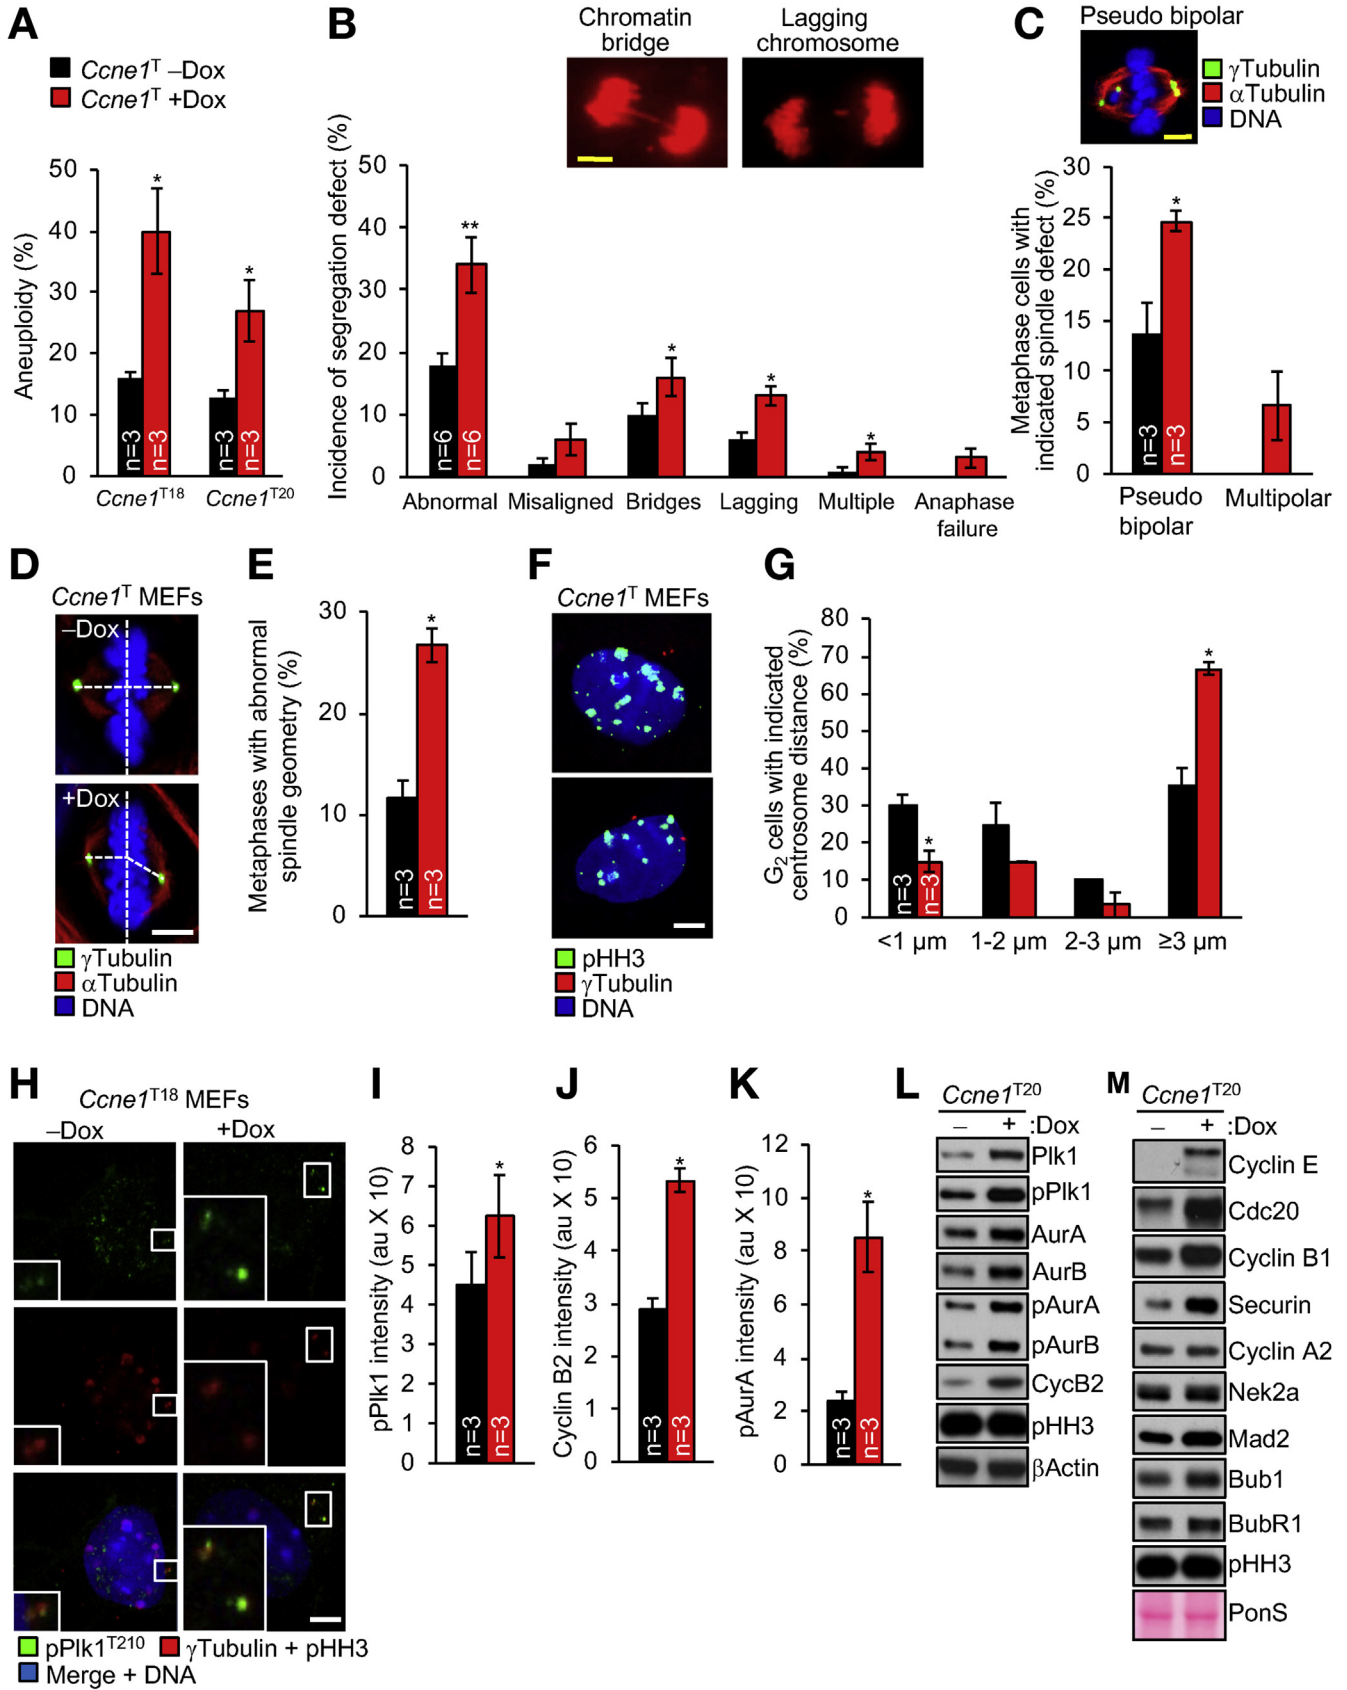 A
Ccne1T –Dox
Ccne1T +Dox
Aneuploidy (%)
50
40
30
20
10
0
*
*
n=3
n=3
n=3
n=3
Ccne1T18
Ccne1T20
B
Chromatin
bridge
Lagging
chromosome
Incidence of segregation defect (%)
50
40
30
20
10
0
**
*
*
*
n=6
n=6
Abnormal
Misaligned
Bridges
Lagging
Multiple
Anaphase
failure
C
Pseudo bipolar
γTubulin
αTubulin
DNA
Metaphase cells with
indicated spindle defect (%)
30
25
20
15
10
5
0
*
n=3
n=3
Pseudo
bipolar
Multipolar
D
Ccne1T MEFs
–Dox
+Dox
γTubulin
αTubulin
DNA
E
Metaphases with abnormal
spindle geometry (%)
30
20
10
0
*
n=3
n=3
F
Ccne1T MEFs
pHH3
γTubulin
DNA
G
G2 cells with indicated
centrosome distance (%)
80
70
60
50
40
30
20
10
0
*
*
n=3
n=3
<1 µm
1-2 µm
2-3 µm
≥3 µm
H
Ccne1T18 MEFs
–Dox
+Dox
pPlk1T210
γTubulin + pHH3
Merge + DNA
I
pPlk1 intensity (au X 10)
8
7
6
5
4
3
2
1
0
*
n=3
n=3
J
Cyclin B2 intensity (au X 10)
6
5
4
3
2
1
0
*
n=3
n=3
K
pAurA intensity (au X 10)
12
10
8
6
4
2
0
*
n=3
n=3
L
Ccne1T20
– + :Dox
Plk1
pPlk1
AurA
AurB
pAurA
pAurB
CycB2
pHH3
βActin
M
Ccne1T20
– + :Dox
Cyclin E
Cdc20
Cyclin B1
Securin
Cyclin A2
Nek2a
Mad2
Bub1
BubR1
pHH3
PonS